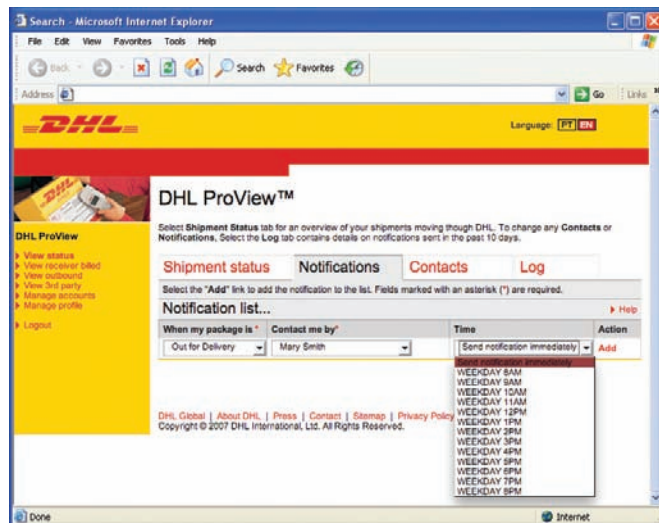 Search - Microsoft Internet Explorer
File Edit View Favorites Tools Help
Back Search Favorites
Address Go Links
DHL
Language: PT EN
DHL
DHL ProView™
Select Shipment Status tab for an overview of your shipments moving though DHL. To change any Contacts or
Notifications, Select the Log tab contains details on notifications sent in the past 10 days.
DHL ProView
View status
View receiver billed
View outbound
View 3rd party
Manage accounts
Manage profile
Logout
Shipment status Notifications Contacts Log
Select the "Add" link to add the notification to the list. Fields marked with an asterisk (*) are required.
Notification list... Help
When my package is * Contact me by* Time Action
Out for Delivery Mary Smith Send notification immediately Add
Send notification immediately
WEEKDAY 8AM
WEEKDAY 9AM
WEEKDAY 10AM
WEEKDAY 11AM
WEEKDAY 12PM
WEEKDAY 1PM
WEEKDAY 2PM
WEEKDAY 3PM
WEEKDAY 4PM
WEEKDAY 5PM
WEEKDAY 6PM
WEEKDAY 7PM
WEEKDAY 8PM
DHL Global | About DHL | Press | Contact | Sitemap | Privacy Policy
Copyright © 2007 DHL International, Ltd. All Rights Reserved.
Done Internet